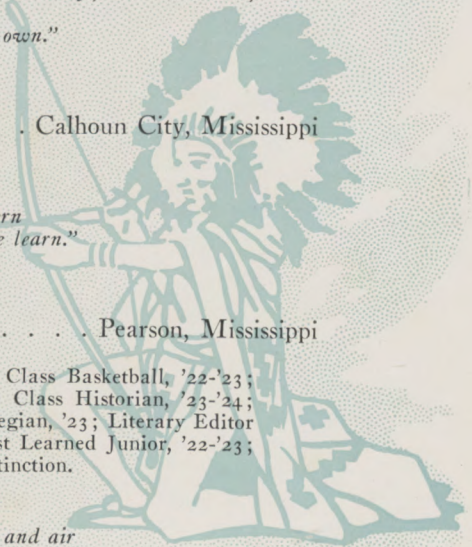 own."
. Calhoun City, Mississippi
rn
e learn."
. . . . Pearson, Mississippi
Class Basketball, '22-'23;
Class Historian, '23-'24;
egian, '23; Literary Editor
st Learned Junior, '22-'23;
tinction.
and air